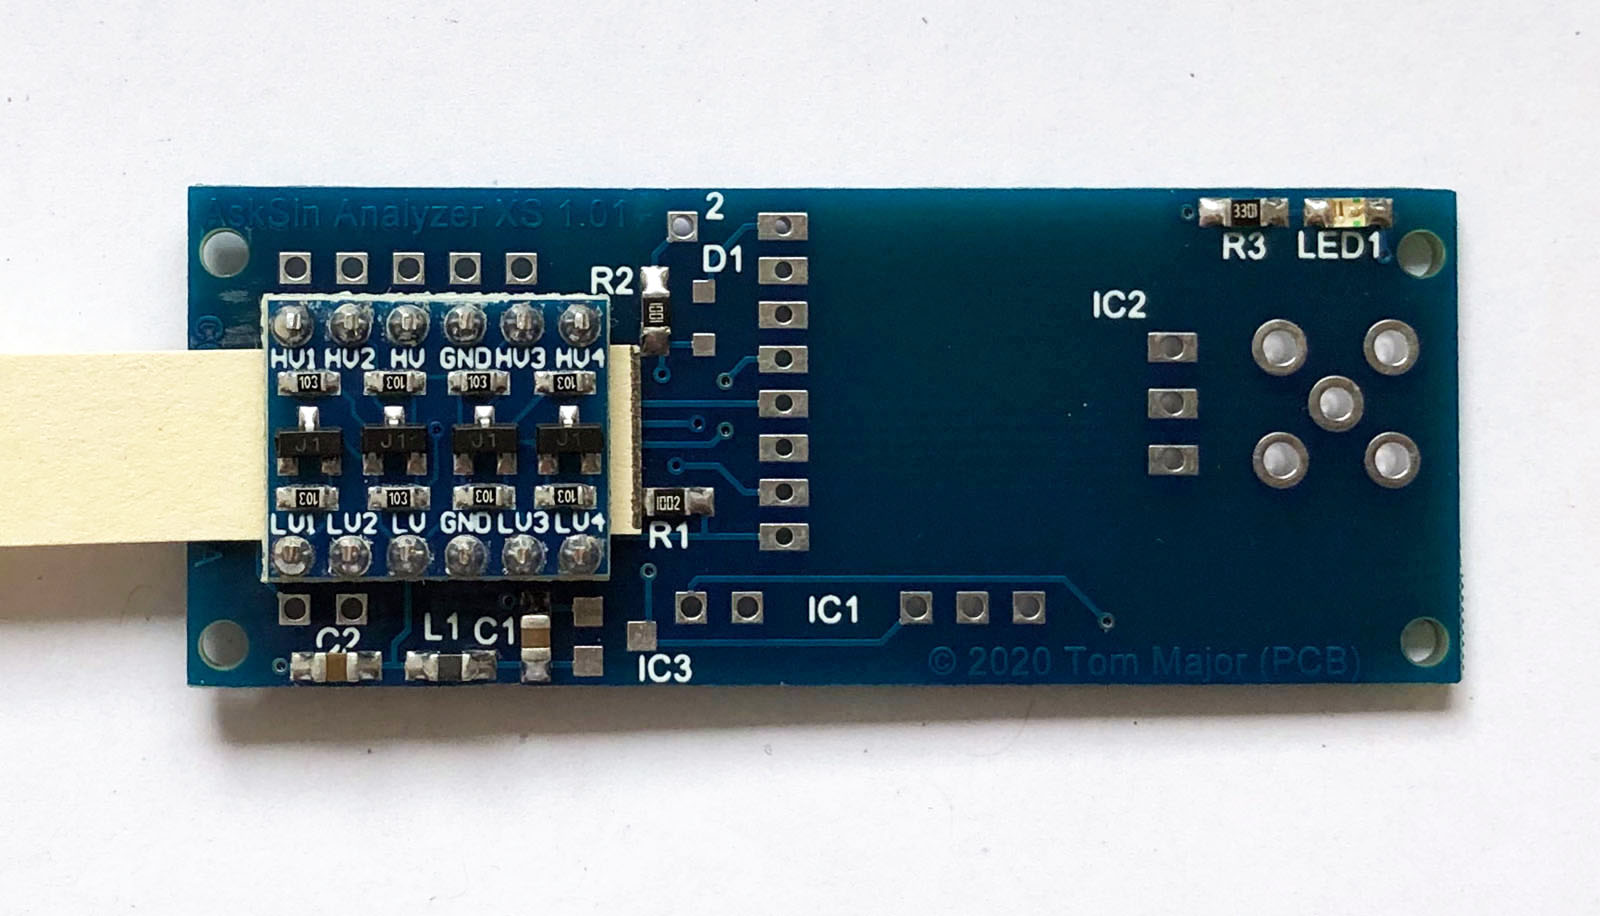 AskSin Analyzer XS 1.01
2
D1
R2
R3 LED1
3301
IC2
HV1 HV2 HV GND HV3 HV4
103 103 103 103
J1 J1 J1 J1
103 103 103 103
LV1 LV2 LV GND LV3 LV4
1001
1002
R1
C2 L1 C1
IC1
IC3
© 2020 Tom Major (PCB)